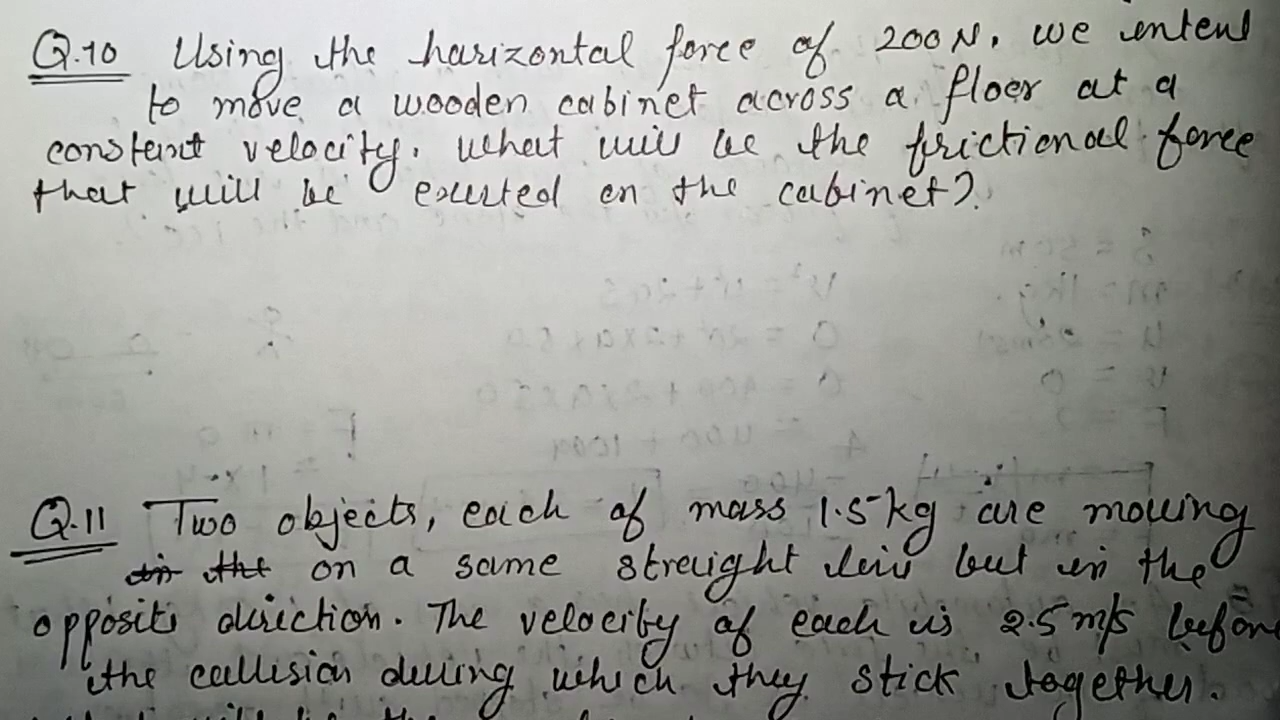 Q.10 Using the harizontal force of 200N, we intend
to move a wooden cabinet across a floor at a
constant velocity. What will be the frictional force
that will be exerted on the cabinet?
Q.11 Two objects, each of mass 1.5kg are moving
on a same straight line but in the
opposite direction. The velocity of each is 2.5 m/s before
the collision during which they stick together.